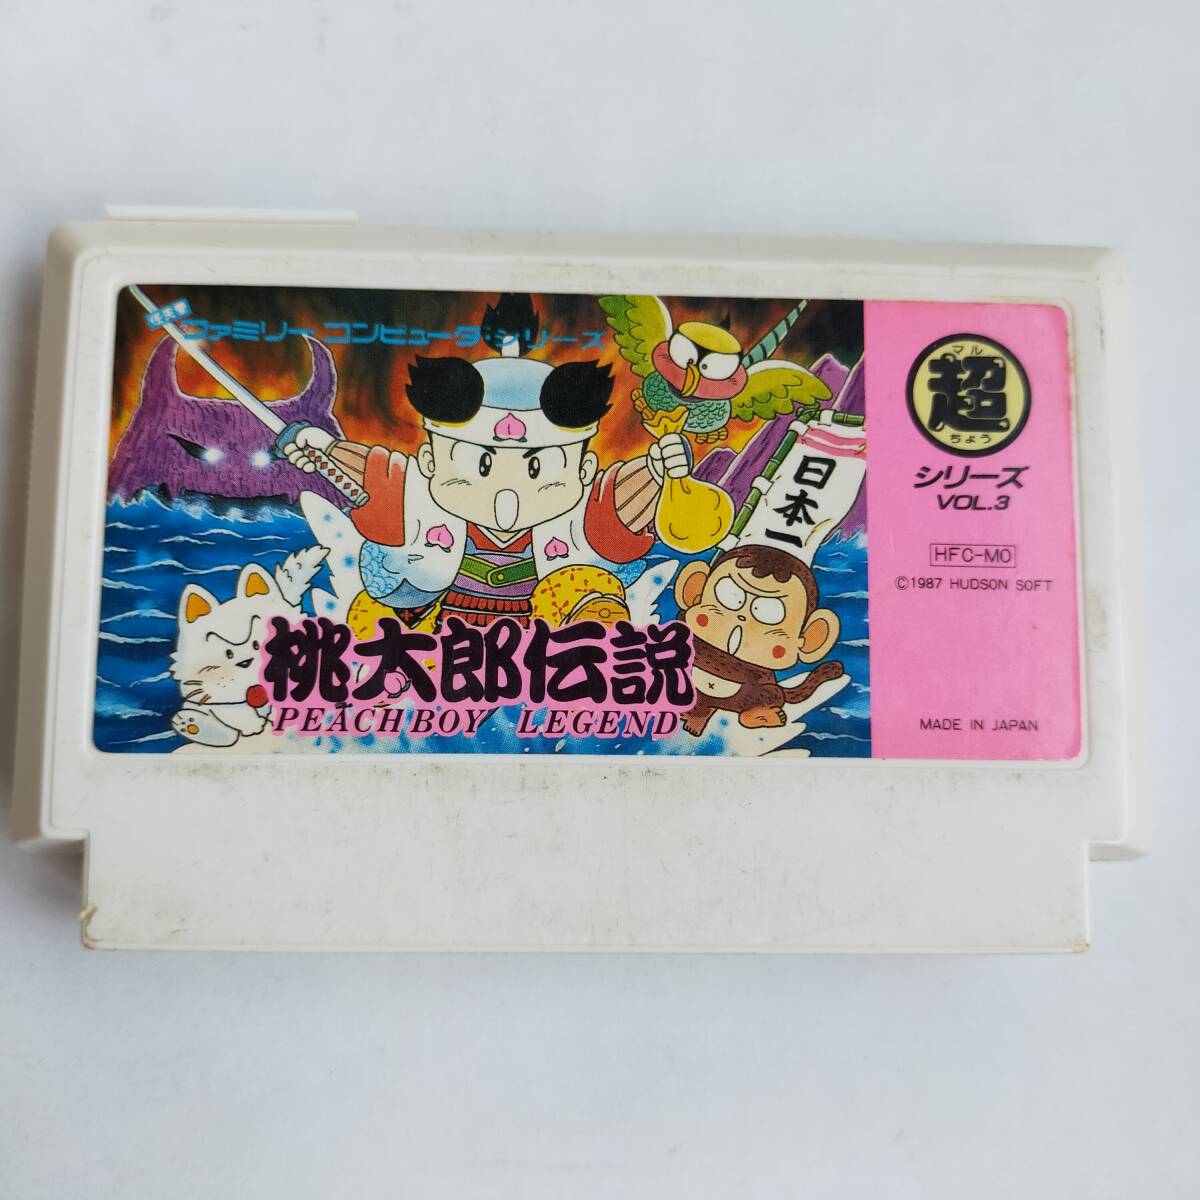 任天堂
ファミリーコンピュータ・シリーズ
日本一
桃太郎伝説
PEACHBOY LEGEND
マル
超
ちょう
シリーズ
VOL.3
HFC-MO
©1987 HUDSON SOFT
MADE IN JAPAN